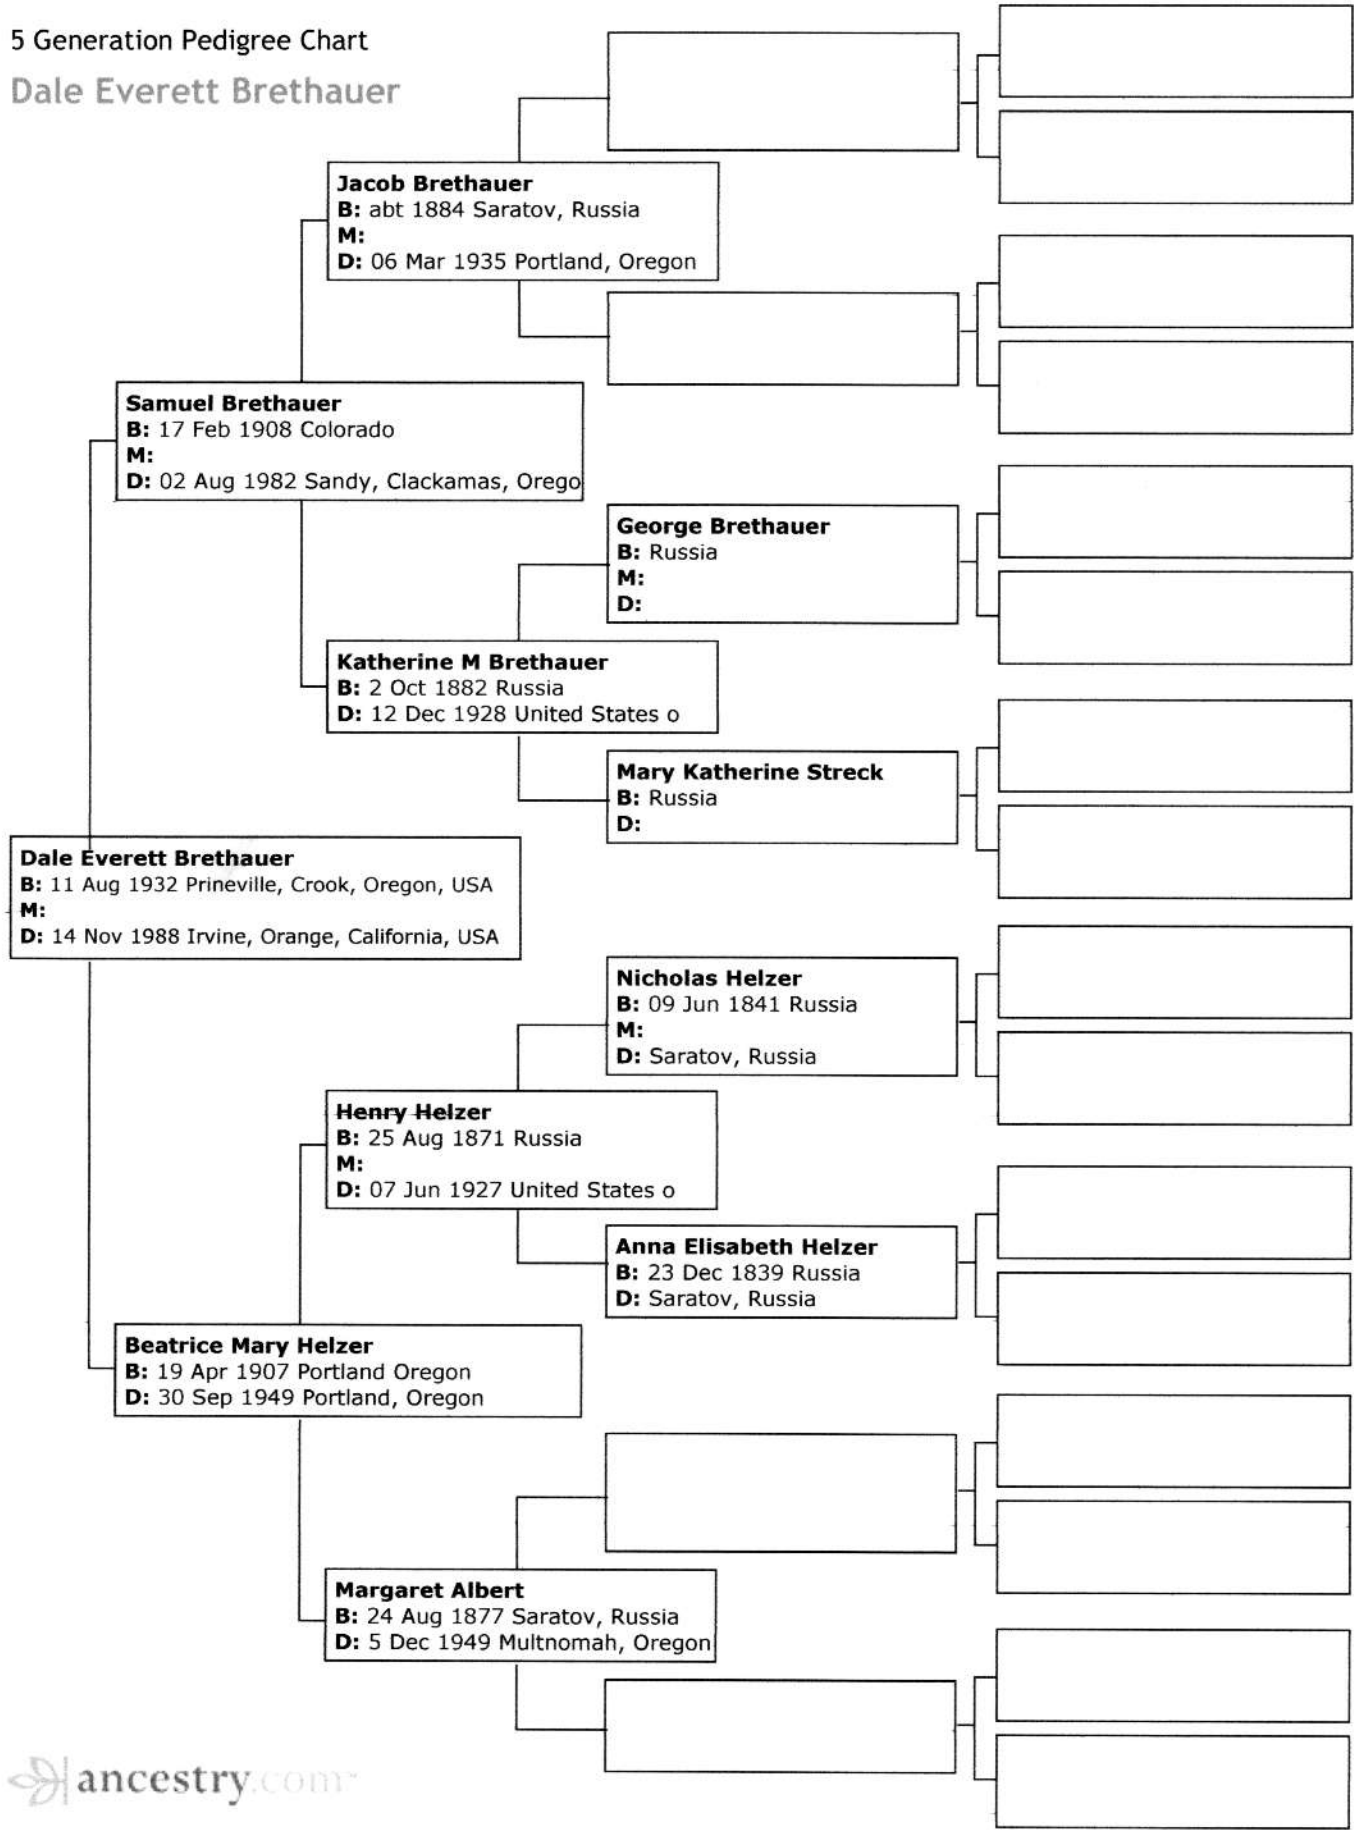 5 Generation Pedigree Chart
Dale Everett Brethauer
Jacob Brethauer
B: abt 1884 Saratov, Russia
M:
D: 06 Mar 1935 Portland, Oregon
Samuel Brethauer
B: 17 Feb 1908 Colorado
M:
D: 02 Aug 1982 Sandy, Clackamas, Orego
George Brethauer
B: Russia
M:
D:
Katherine M Brethauer
B: 2 Oct 1882 Russia
D: 12 Dec 1928 United States o
Mary Katherine Streck
B: Russia
D:
Dale Everett Brethauer
B: 11 Aug 1932 Prineville, Crook, Oregon, USA
M:
D: 14 Nov 1988 Irvine, Orange, California, USA
Nicholas Helzer
B: 09 Jun 1841 Russia
M:
D: Saratov, Russia
Henry Helzer
B: 25 Aug 1871 Russia
M:
D: 07 Jun 1927 United States o
Anna Elisabeth Helzer
B: 23 Dec 1839 Russia
D: Saratov, Russia
Beatrice Mary Helzer
B: 19 Apr 1907 Portland Oregon
D: 30 Sep 1949 Portland, Oregon
Margaret Albert
B: 24 Aug 1877 Saratov, Russia
D: 5 Dec 1949 Multnomah, Oregon
ancestry.com